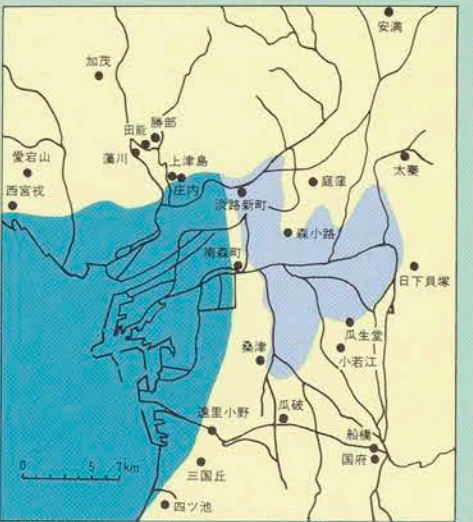 安満
加茂
勝部
田能
藻川
上津島
愛宕山
庭窪
太秦
庄内
西宮戎
淡路新町
森小路
南森町
日下貝塚
瓜生堂
桑津
小若江
瓜破
遠里小野
船橋
国府
三国丘
四ツ池
0 5 7km